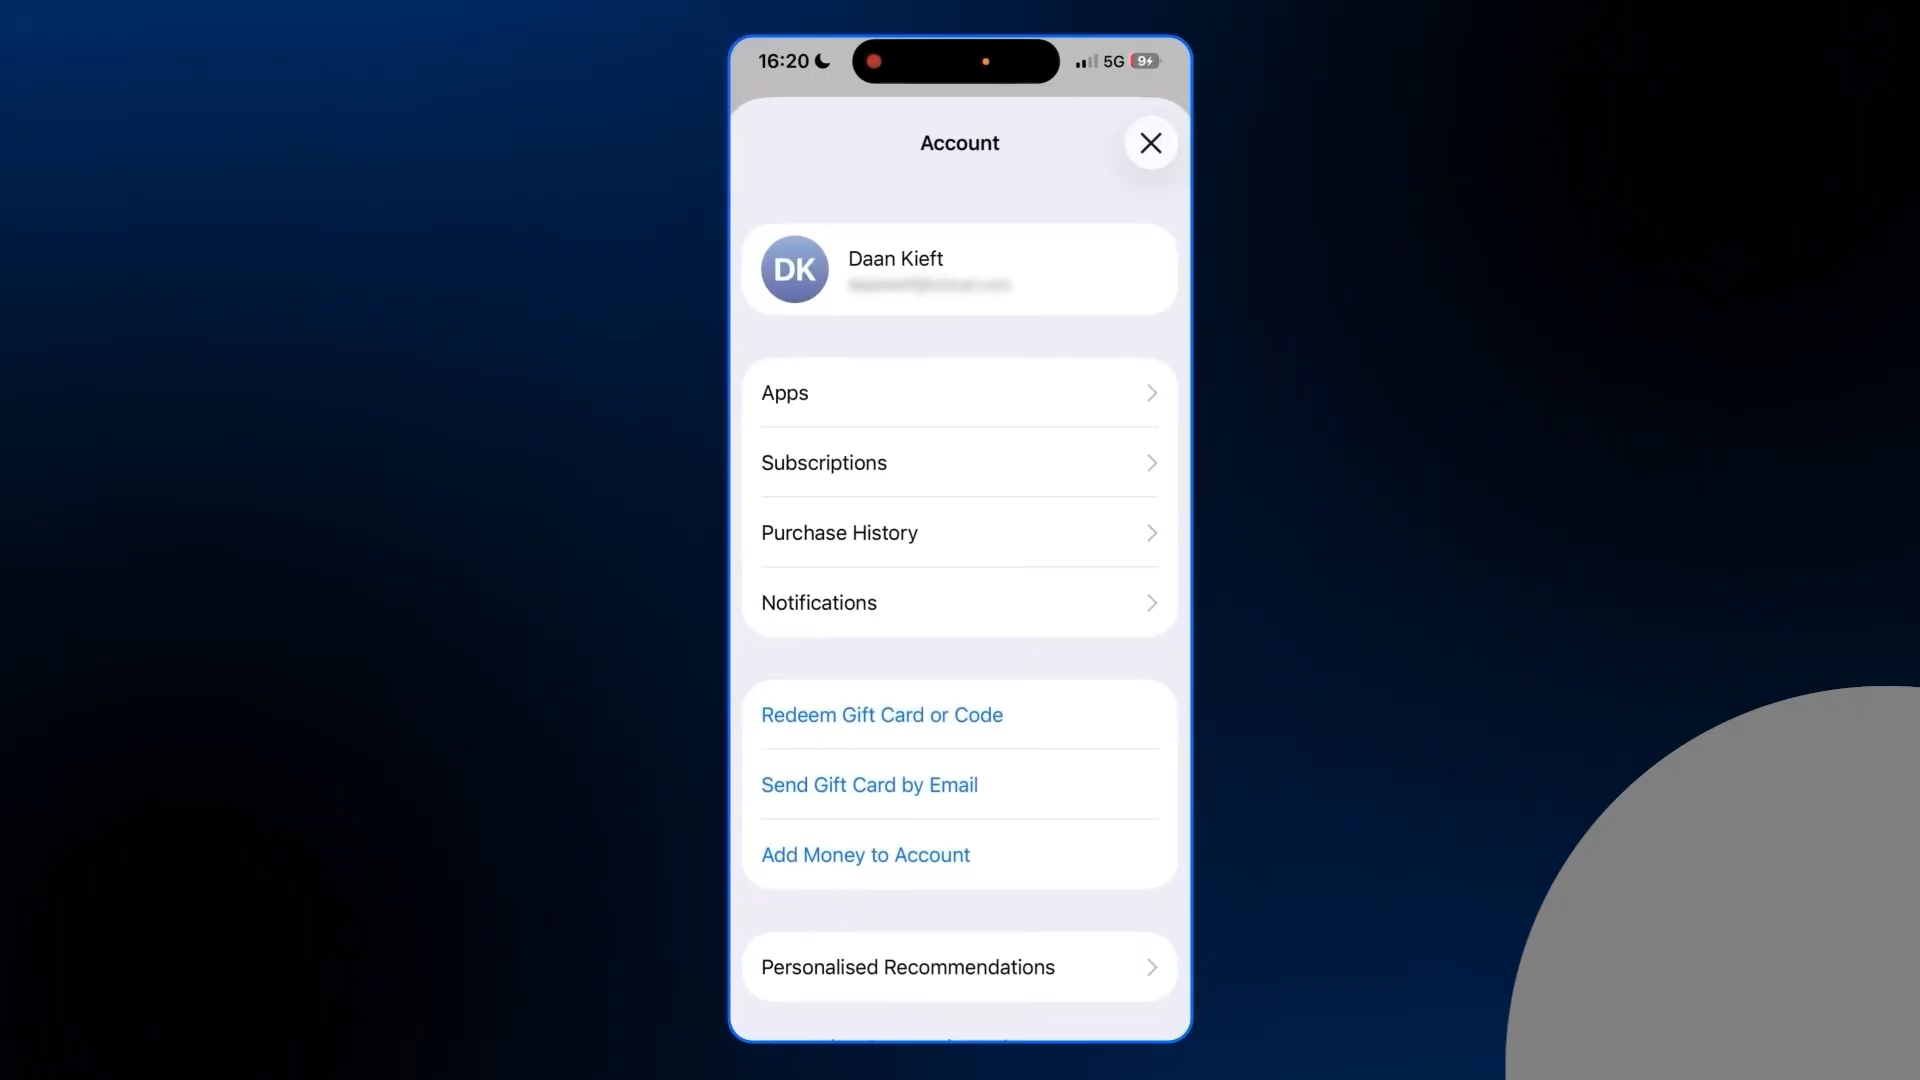 16:20
5G
9
Account
DK
Daan Kieft
Apps
Subscriptions
Purchase History
Notifications
Redeem Gift Card or Code
Send Gift Card by Email
Add Money to Account
Personalised Recommendations